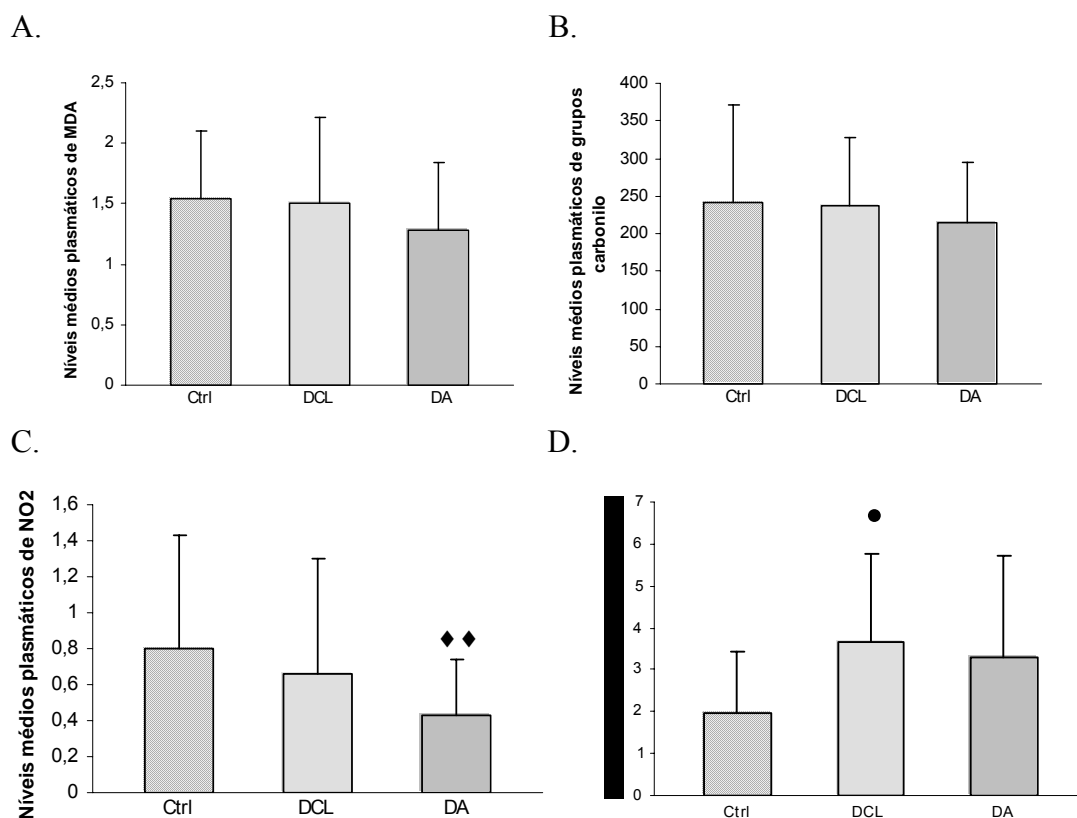 A.
Níveis médios plasmáticos de MDA
2,5
2
1,5
1
0,5
0
Ctrl DCL DA
B.
Níveis médios plasmáticos de grupos
carbonilo
400
350
300
250
200
150
100
50
0
Ctrl DCL DA
C.
Níveis médios plasmáticos de NO2
1,6
1,4
1,2
1
0,8
0,6
0,4
0,2
0
Ctrl DCL DA
D.
7
6
5
4
3
2
1
0
Ctrl DCL DA